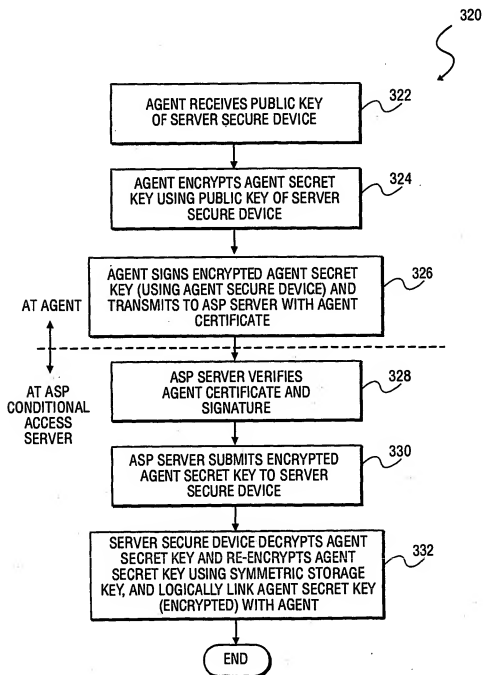 320
AGENT RECEIVES PUBLIC KEY
OF SERVER SECURE DEVICE
322
AGENT ENCRYPTS AGENT SECRET
KEY USING PUBLIC KEY OF SERVER
SECURE DEVICE
324
AGENT SIGNS ENCRYPTED AGENT SECRET
KEY (USING AGENT SECURE DEVICE) AND
TRANSMITS TO ASP SERVER WITH AGENT
CERTIFICATE
326
AT AGENT
AT ASP
CONDITIONAL
ACCESS
SERVER
ASP SERVER VERIFIES
AGENT CERTIFICATE AND
SIGNATURE
328
ASP SERVER SUBMITS ENCRYPTED
AGENT SECRET KEY TO SERVER
SECURE DEVICE
330
SERVER SECURE DEVICE DECRYPTS AGENT
SECRET KEY AND RE-ENCRYPTS AGENT
SECRET KEY USING SYMMETRIC STORAGE
KEY, AND LOGICALLY LINK AGENT SECRET KEY
(ENCRYPTED) WITH AGENT
332
END